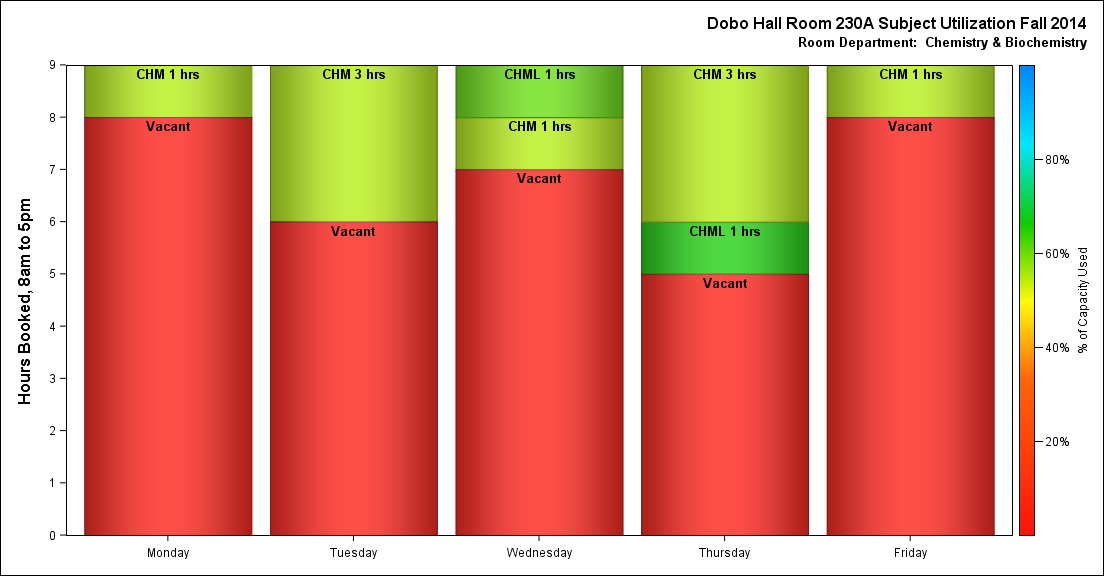 Dobo Hall Room 230A Subject Utilization Fall 2014
Room Department:  Chemistry & Biochemistry
Hours Booked, 8am to 5pm
9
8
7
6
5
4
3
2
1
0
CHM 1 hrs
Vacant
CHM 3 hrs
Vacant
CHML 1 hrs
CHM 1 hrs
Vacant
CHM 3 hrs
CHML 1 hrs
Vacant
CHM 1 hrs
Vacant
Monday
Tuesday
Wednesday
Thursday
Friday
80%
60%
40%
20%
% of Capacity Used